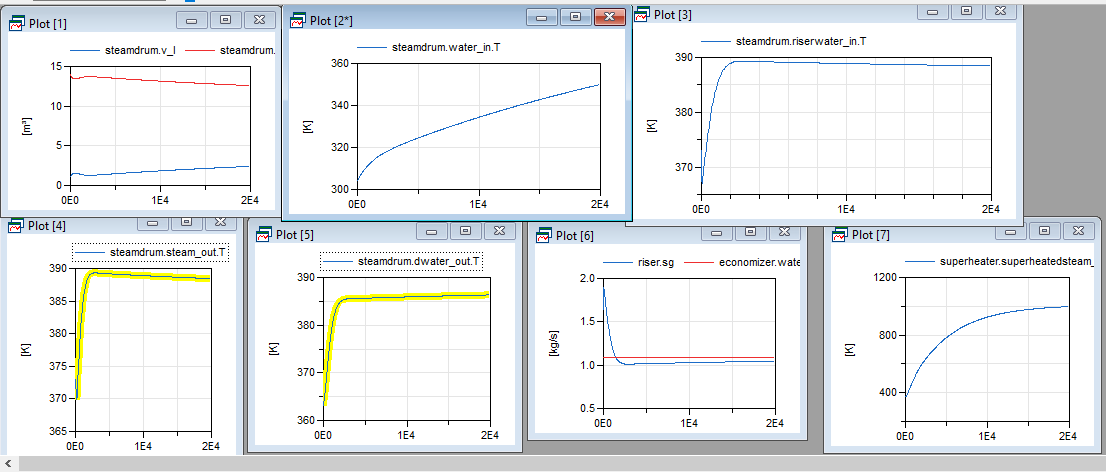 Plot [1]
steamdrum.v_l steamdrum.
15
10
5
0
[m³]
0E0 1E4 2E4
Plot [2*]
steamdrum.water_in.T
360
340
320
300
[K]
0E0 1E4 2E4
Plot [3]
steamdrum.riserwater_in.T
390
380
370
[K]
0E0 1E4 2E4
Plot [4]
steamdrum.steam_out.T
390
385
380
375
370
365
[K]
0E0 1E4 2E4
Plot [5]
steamdrum.dwater_out.T
390
380
370
360
[K]
0E0 1E4 2E4
Plot [6]
riser.sg economizer.wate
2.0
1.5
1.0
0.5
[kg/s]
0E0 1E4 2E4
Plot [7]
superheater.superheatedsteam_
1200
800
400
[K]
0E0 1E4 2E4